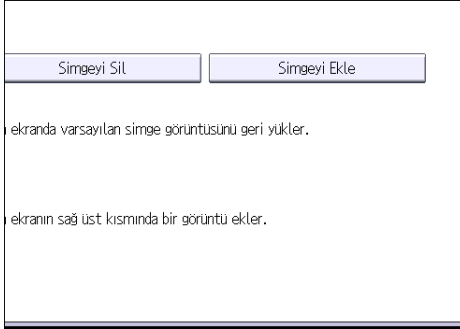 Simgeyi Sil
Simgeyi Ekle
ekranda varsayılan simge görüntüsünü geri yükler.
ekranın sağ üst kısmında bir görüntü ekler.